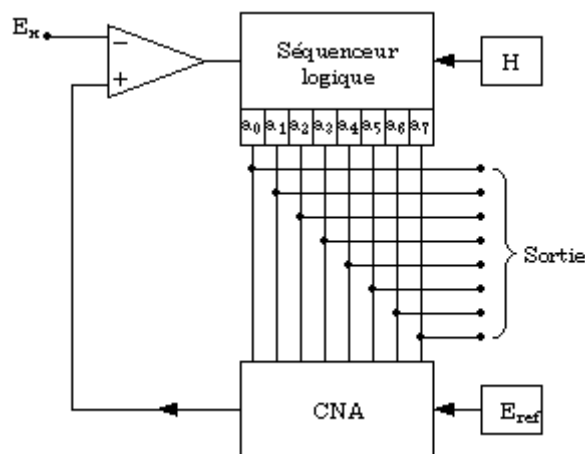 Ex
−
+
Séquenceur
logique
H
a0 a1 a2 a3 a4 a5 a6 a7
Sortie
CNA
Eref